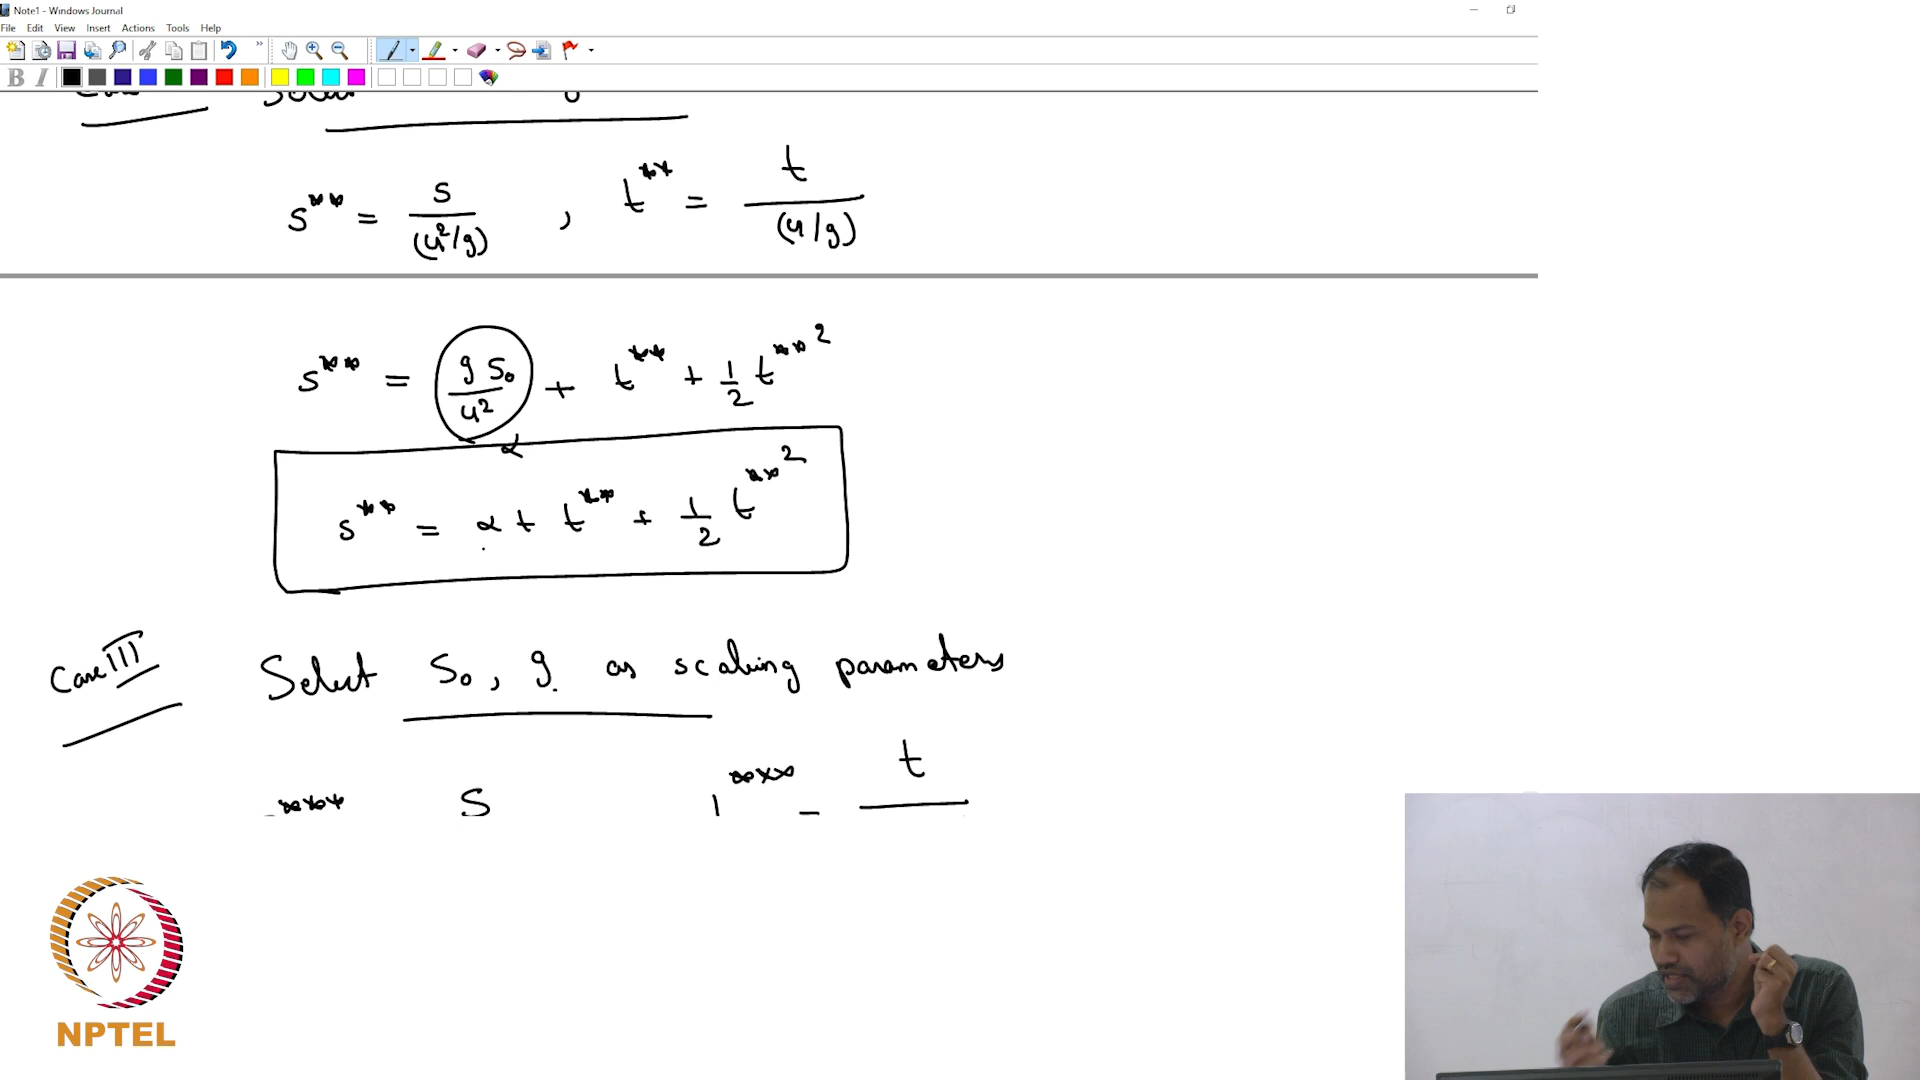 Note1 - Windows Journal
File Edit View Insert Actions Tools Help
B I
s** = s/(u²/g) , t** = t/(u/g)
s** = g S₀/u² + t** + 1/2 t**²
α
s** = α + t** + 1/2 t**²
Case III Select S₀, g as scaling parameters
*** S *** = t
NPTEL